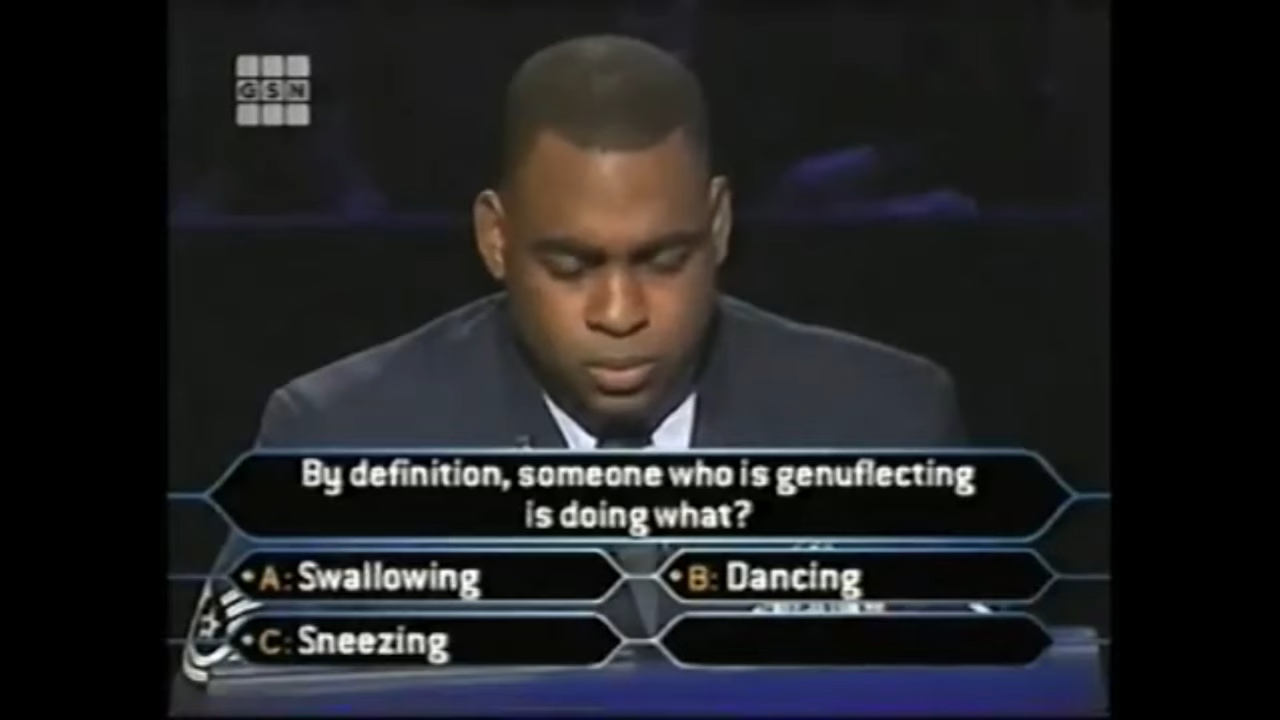 GSN
By definition, someone who is genuflecting
is doing what?
A: Swallowing
B: Dancing
C: Sneezing